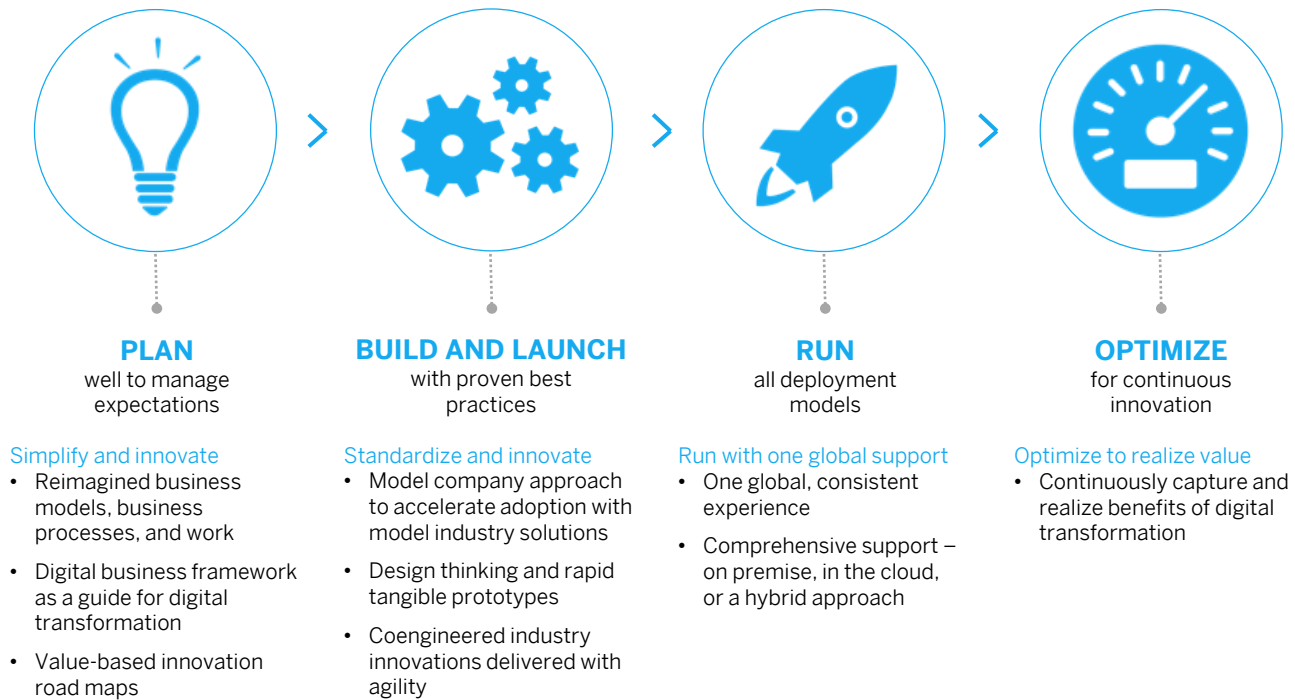 PLAN
well to manage
expectations
Simplify and innovate
• Reimagined business
models, business
processes, and work
• Digital business framework
as a guide for digital
transformation
• Value-based innovation
road maps
BUILD AND LAUNCH
with proven best
practices
Standardize and innovate
• Model company approach
to accelerate adoption with
model industry solutions
• Design thinking and rapid
tangible prototypes
• Coengineered industry
innovations delivered with
agility
RUN
all deployment
models
Run with one global support
• One global, consistent
experience
• Comprehensive support –
on premise, in the cloud,
or a hybrid approach
OPTIMIZE
for continuous
innovation
Optimize to realize value
• Continuously capture and
realize benefits of digital
transformation